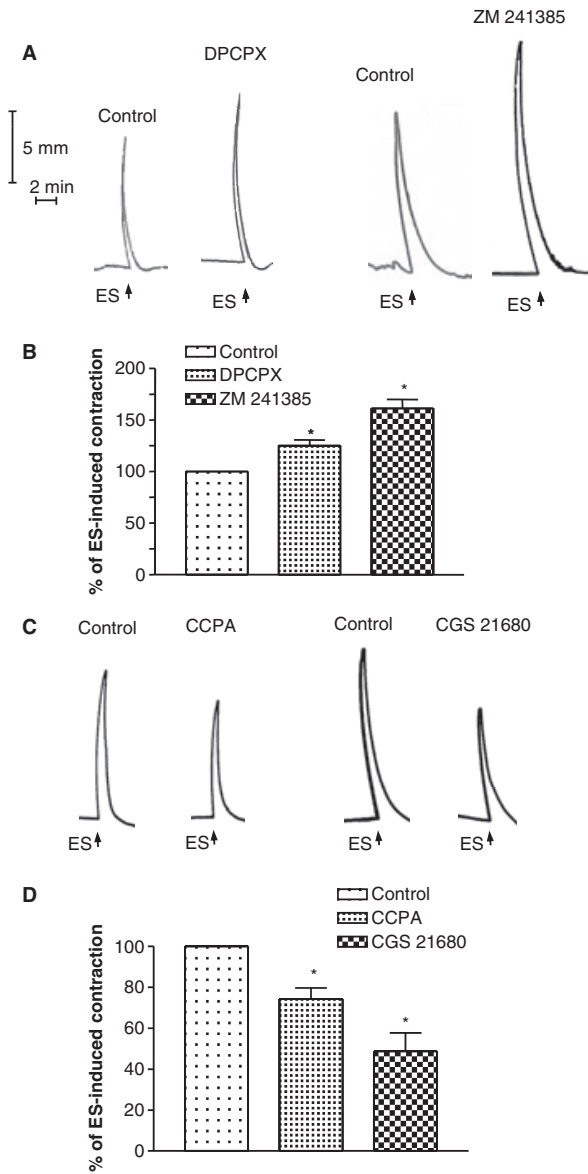 A
DPCPX
Control
ZM 241385
Control
5 mm
2 min
ES
ES
ES
ES
B
Control
DPCPX
ZM 241385
% of ES-induced contraction
200
150
100
50
0
*
*
C
Control
CCPA
Control
CGS 21680
ES
ES
ES
ES
D
Control
CCPA
CGS 21680
% of ES-induced contraction
100
80
60
40
20
0
*
*